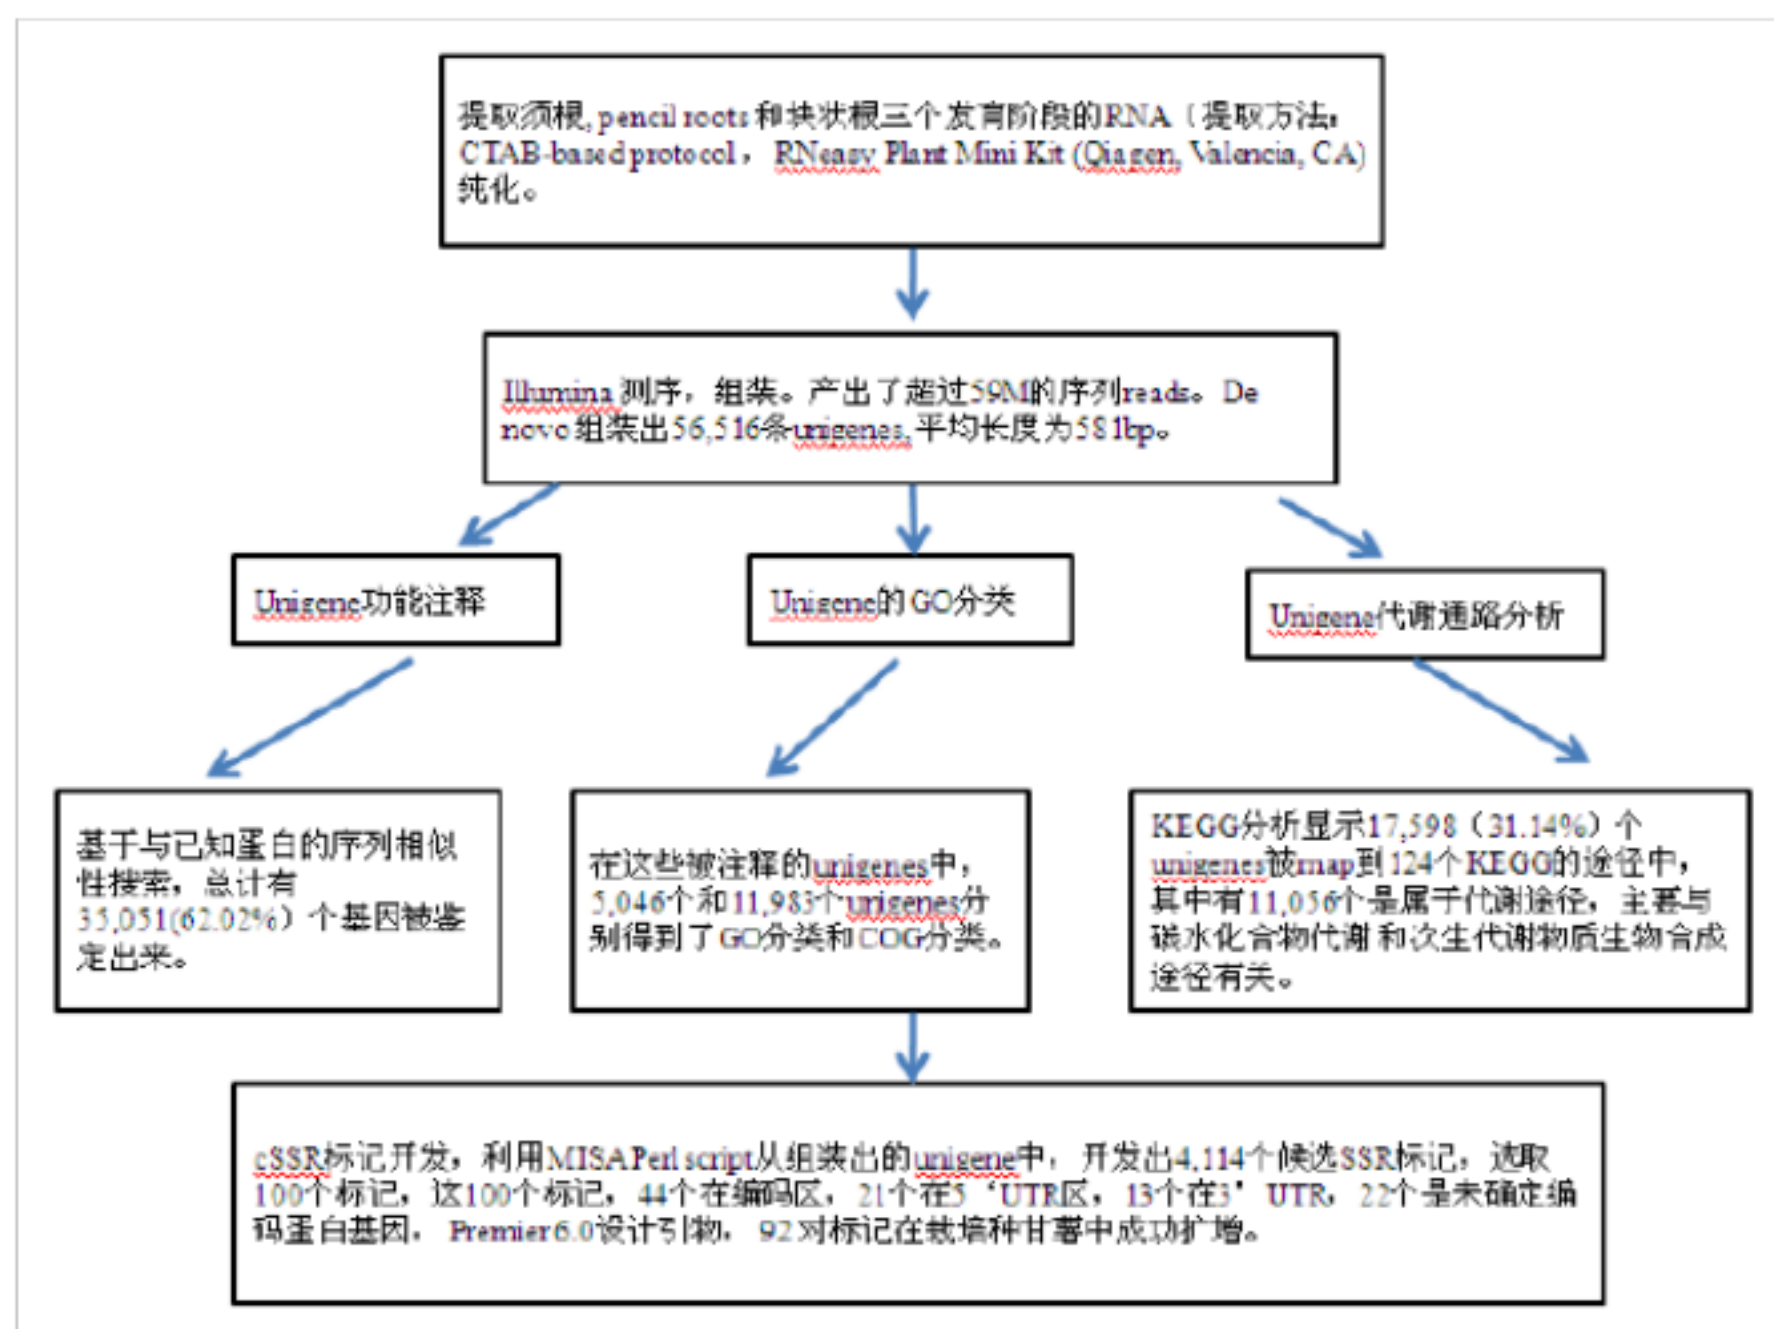 提取须根, pencil roots 和块状根三个发育阶段的RNA（提取方法：
CTAB-based protocol， RNeasy Plant Mini Kit (Qiagen, Valencia, CA)
纯化。
Illumina 测序，组装。产出了超过59M的序列reads。De
novo 组装出56,516条unigenes,平均长度为581bp。
Unigene功能注释
Unigene的GO分类
Unigene代谢通路分析
基于与已知蛋白的序列相似
性搜索，总计有
35,051(62.02%）个基因被鉴
定出来。
在这些被注释的unigenes中，
5,046个和11,983个unigenes分
别得到了GO分类和COG分类。
KEGG分析显示17,598（31.14%）个
unigenes被map到124个KEGG的途径中，
其中有11,056个是属于代谢途径，主要与
碳水化合物代谢和次生代谢物质生物合成
途径有关。
cSSR标记开发，利用MISA Perl script从组装出的unigene中，开发出4,114个候选SSR标记，选取
100个标记，这100个标记，44个在编码区，21个在5‘UTR区，13个在3’UTR，22个是未确定编
码蛋白基因， Premier 6.0设计引物， 92对标记在栽培种甘薯中成功扩增。